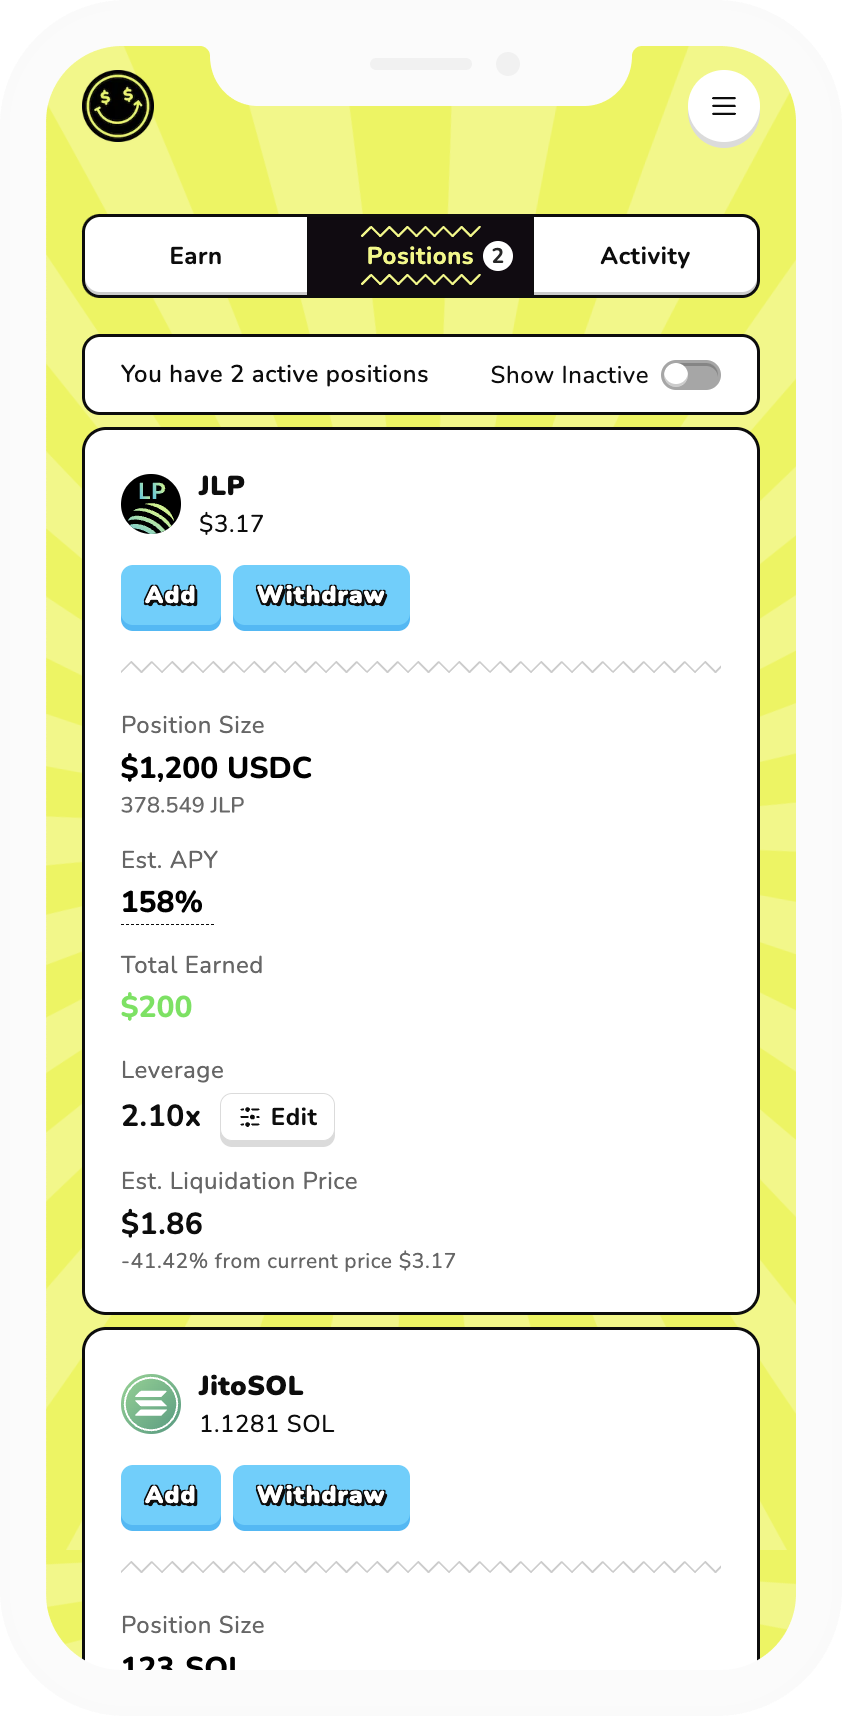 $ $
Earn
Positions 2
Activity
You have 2 active positions
Show Inactive
LP
JLP
$3.17
Add
Withdraw
Position Size
$1,200 USDC
378.549 JLP
Est. APY
158%
Total Earned
$200
Leverage
2.10x
Edit
Est. Liquidation Price
$1.86
-41.42% from current price $3.17
JitoSOL
1.1281 SOL
Add
Withdraw
Position Size
123 SOL